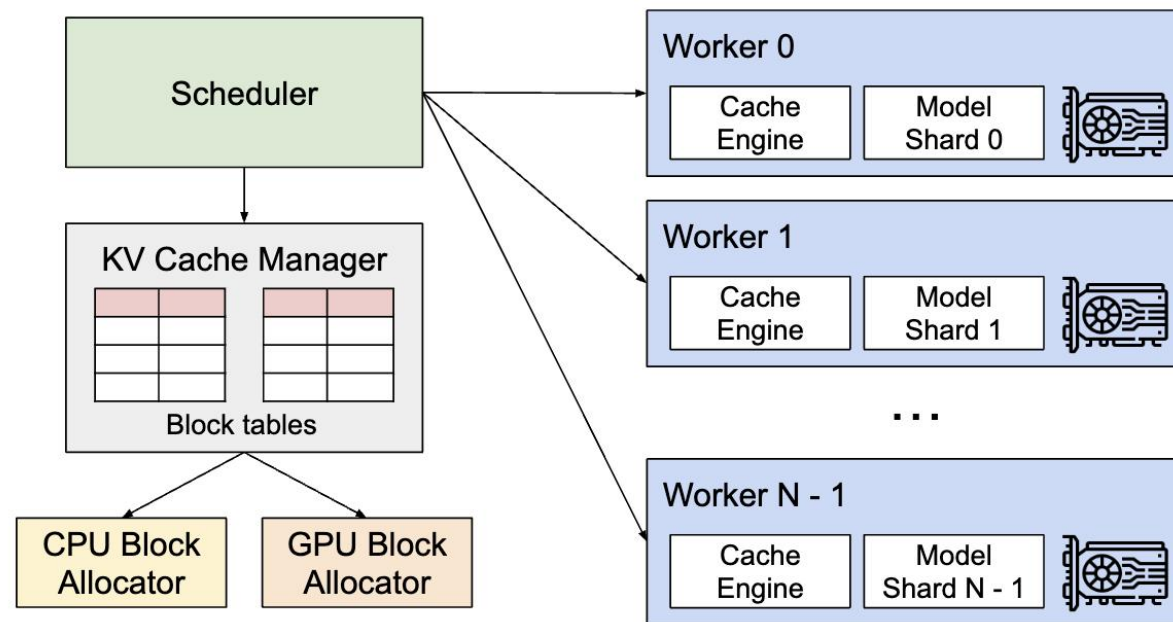 Scheduler
KV Cache Manager
Block tables
CPU Block
Allocator
GPU Block
Allocator
Worker 0
Cache
Engine
Model
Shard 0
Worker 1
Cache
Engine
Model
Shard 1
...
Worker N - 1
Cache
Engine
Model
Shard N - 1